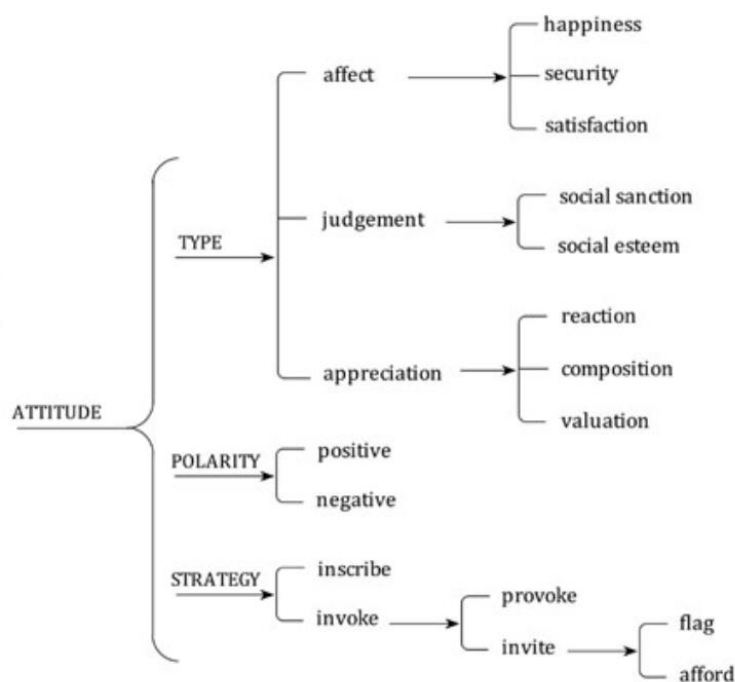 happiness
affect
security
satisfaction
social sanction
judgement
TYPE
social esteem
reaction
appreciation
composition
ATTITUDE
valuation
positive
POLARITY
negative
inscribe
STRATEGY
provoke
invoke
flag
invite
afford